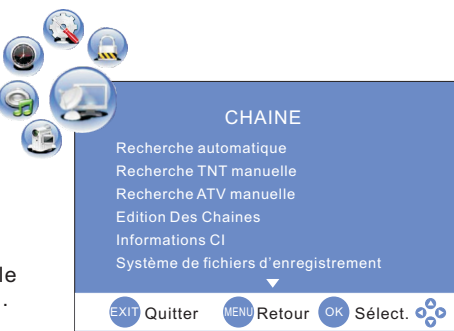 CHAINE
Recherche automatique
Recherche TNT manuelle
Recherche ATV manuelle
Edition Des Chaines
Informations CI
Système de fichiers d'enregistrement
le
.
EXIT Quitter MENU Retour OK Sélect.